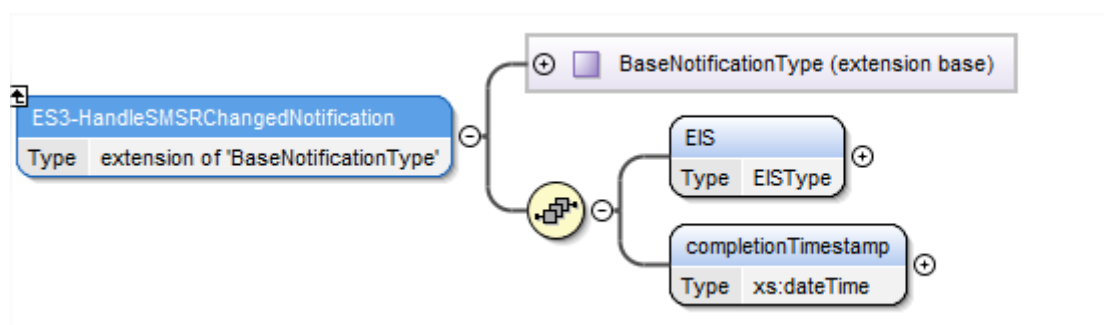 BaseNotificationType (extension base)
ES3-HandleSMSRChangedNotification
Type extension of 'BaseNotificationType'
EIS
Type EISType
completionTimestamp
Type xs:dateTime